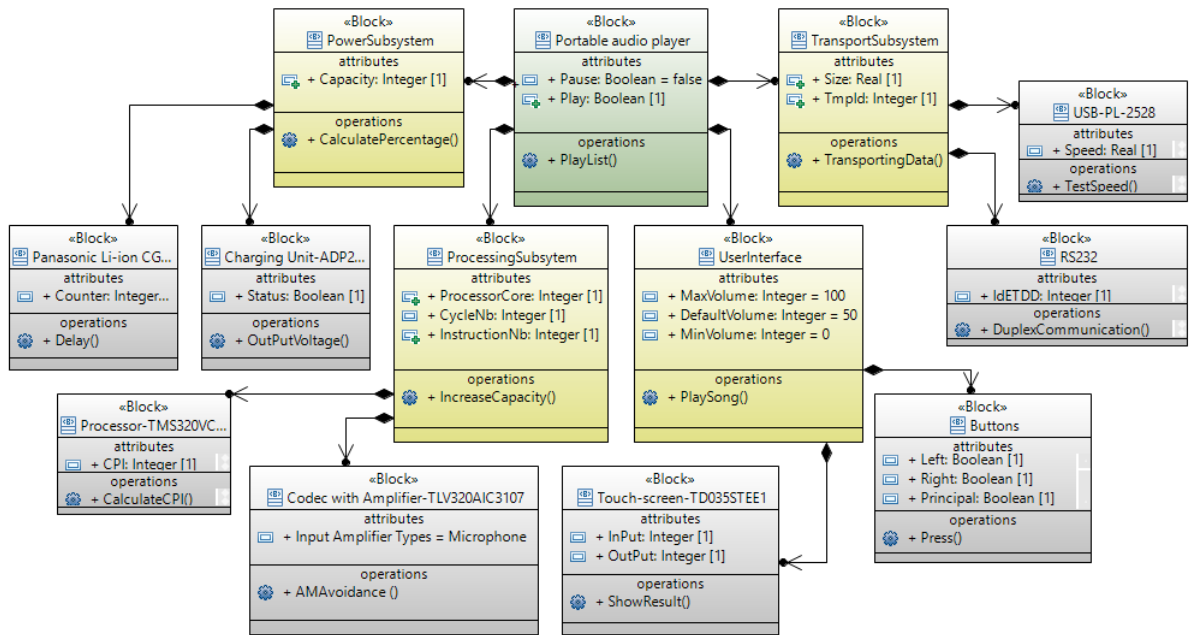 «Block»
PowerSubsystem
attributes
+ Capacity: Integer [1]
operations
+ CalculatePercentage()
«Block»
Portable audio player
attributes
+ Pause: Boolean = false
+ Play: Boolean [1]
operations
+ PlayList()
«Block»
TransportSubsystem
attributes
+ Size: Real [1]
+ TmpId: Integer [1]
operations
+ TransportingData()
«Block»
USB-PL-2528
attributes
+ Speed: Real [1]
operations
+ TestSpeed()
«Block»
Panasonic Li-ion CG...
attributes
+ Counter: Integer...
operations
+ Delay()
«Block»
Charging Unit-ADP2...
attributes
+ Status: Boolean [1]
operations
+ OutPutVoltage()
«Block»
ProcessingSubsytem
attributes
+ ProcessorCore: Integer [1]
+ CycleNb: Integer [1]
+ InstructionNb: Integer [1]
operations
+ IncreaseCapacity()
«Block»
UserInterface
attributes
+ MaxVolume: Integer = 100
+ DefaultVolume: Integer = 50
+ MinVolume: Integer = 0
operations
+ PlaySong()
«Block»
RS232
attributes
+ IdETDD: Integer [1]
operations
+ DuplexCommunication()
«Block»
Processor-TMS320VC...
attributes
+ CPI: Integer [1]
operations
+ CalculateCPI()
«Block»
Codec with Amplifier-TLV320AIC3107
attributes
+ Input Amplifier Types = Microphone
operations
+ AMAvoidance ()
«Block»
Touch-screen-TD035STEE1
attributes
+ InPut: Integer [1]
+ OutPut: Integer [1]
operations
+ ShowResult()
«Block»
Buttons
attributes
+ Left: Boolean [1]
+ Right: Boolean [1]
+ Principal: Boolean [1]
operations
+ Press()